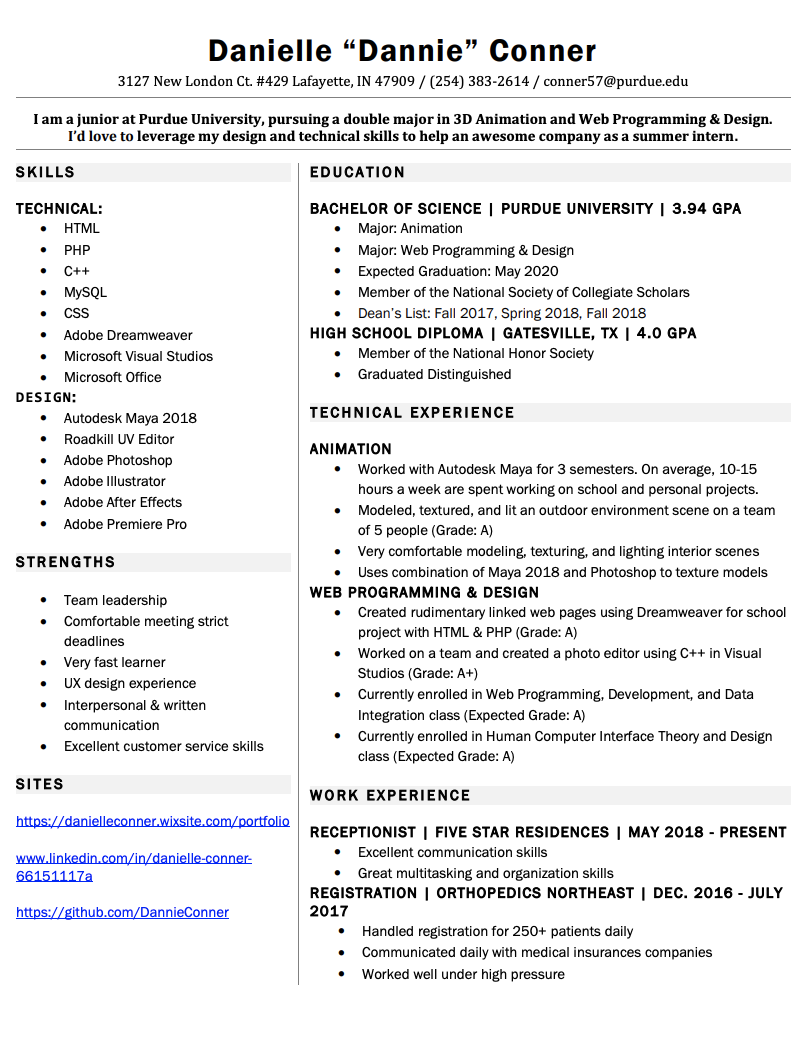 Danielle “Dannie” Conner
3127 New London Ct. #429 Lafayette, IN 47909 / (254) 383-2614 / conner57@purdue.edu
I am a junior at Purdue University, pursuing a double major in 3D Animation and Web Programming & Design.
I’d love to leverage my design and technical skills to help an awesome company as a summer intern.
SKILLS
TECHNICAL:
• HTML
• PHP
• C++
• MySQL
• CSS
• Adobe Dreamweaver
• Microsoft Visual Studios
• Microsoft Office
DESIGN:
• Autodesk Maya 2018
• Roadkill UV Editor
• Adobe Photoshop
• Adobe Illustrator
• Adobe After Effects
• Adobe Premiere Pro
STRENGTHS
• Team leadership
• Comfortable meeting strict
deadlines
• Very fast learner
• UX design experience
• Interpersonal & written
communication
• Excellent customer service skills
SITES
https://danielleconner.wixsite.com/portfolio
www.linkedin.com/in/danielle-conner-
66151117a
https://github.com/DannieConner
EDUCATION
BACHELOR OF SCIENCE | PURDUE UNIVERSITY | 3.94 GPA
• Major: Animation
• Major: Web Programming & Design
• Expected Graduation: May 2020
• Member of the National Society of Collegiate Scholars
• Dean’s List: Fall 2017, Spring 2018, Fall 2018
HIGH SCHOOL DIPLOMA | GATESVILLE, TX | 4.0 GPA
• Member of the National Honor Society
• Graduated Distinguished
TECHNICAL EXPERIENCE
ANIMATION
• Worked with Autodesk Maya for 3 semesters. On average, 10-15
hours a week are spent working on school and personal projects.
• Modeled, textured, and lit an outdoor environment scene on a team
of 5 people (Grade: A)
• Very comfortable modeling, texturing, and lighting interior scenes
• Uses combination of Maya 2018 and Photoshop to texture models
WEB PROGRAMMING & DESIGN
• Created rudimentary linked web pages using Dreamweaver for school
project with HTML & PHP (Grade: A)
• Worked on a team and created a photo editor using C++ in Visual
Studios (Grade: A+)
• Currently enrolled in Web Programming, Development, and Data
Integration class (Expected Grade: A)
• Currently enrolled in Human Computer Interface Theory and Design
class (Expected Grade: A)
WORK EXPERIENCE
RECEPTIONIST | FIVE STAR RESIDENCES | MAY 2018 - PRESENT
• Excellent communication skills
• Great multitasking and organization skills
REGISTRATION | ORTHOPEDICS NORTHEAST | DEC. 2016 - JULY
2017
• Handled registration for 250+ patients daily
• Communicated daily with medical insurances companies
• Worked well under high pressure